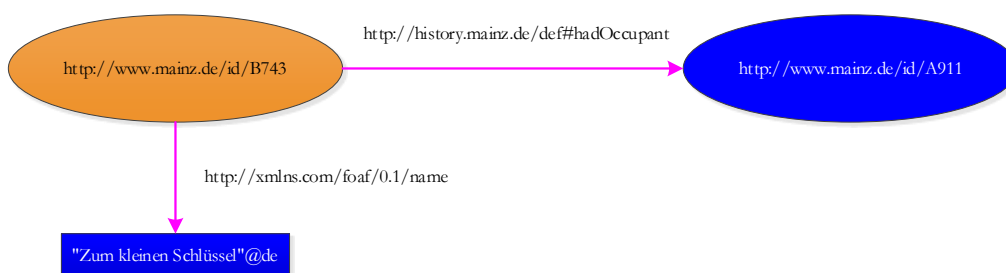 http://history.mainz.de/def#hadOccupant
http://www.mainz.de/id/B743
http://www.mainz.de/id/A911
http://xmlns.com/foaf/0.1/name
"Zum kleinen Schlüssel"@de